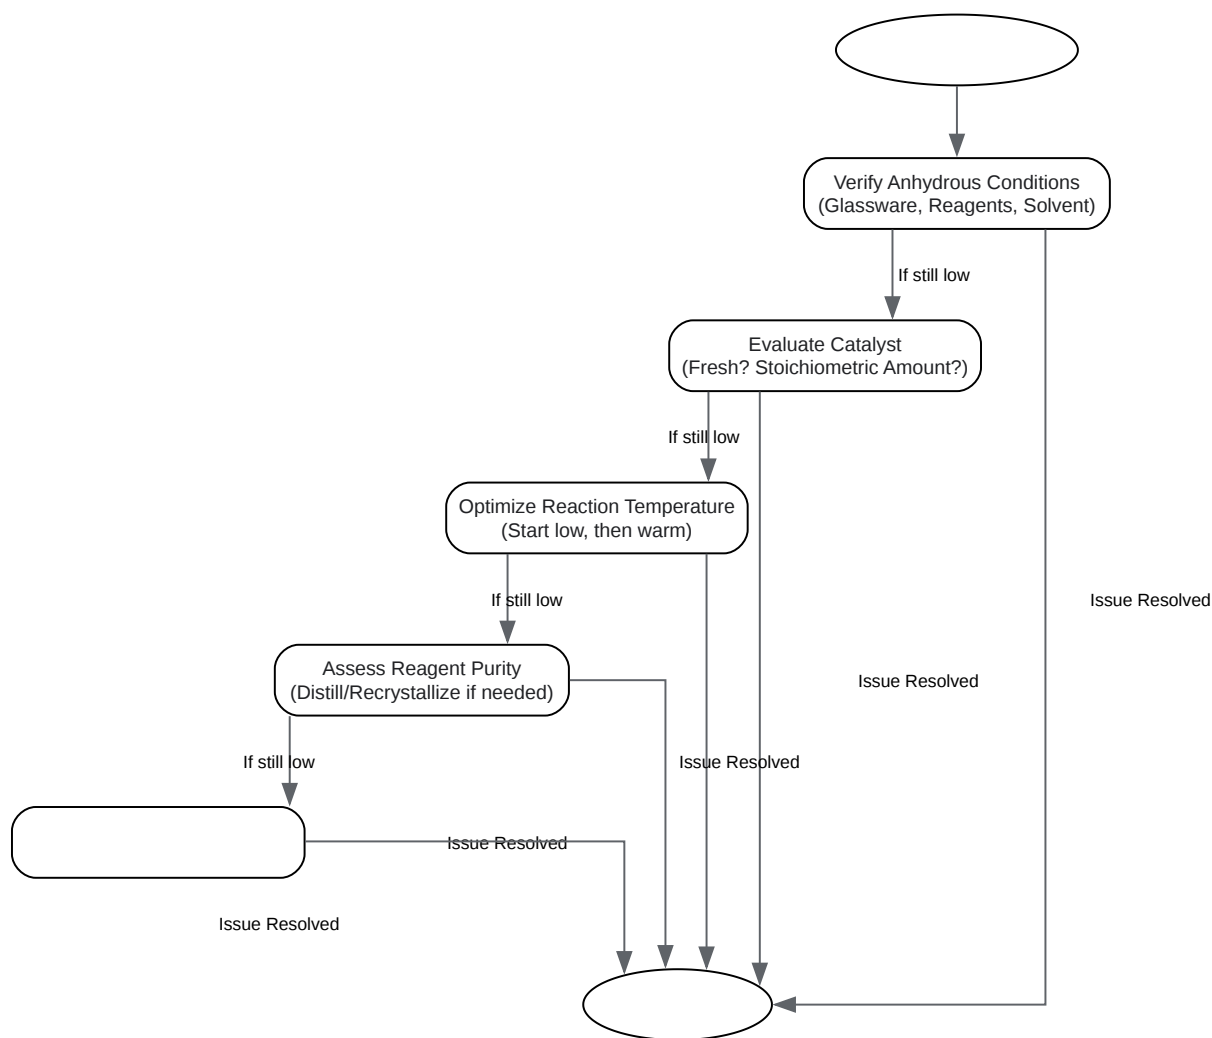 Verify Anhydrous Conditions
(Glassware, Reagents, Solvent)
If still low
Evaluate Catalyst
(Fresh? Stoichiometric Amount?)
If still low
Optimize Reaction Temperature
(Start low, then warm)
If still low
Issue Resolved
Assess Reagent Purity
(Distill/Recrystallize if needed)
Issue Resolved
If still low
Issue Resolved
Issue Resolved
Issue Resolved